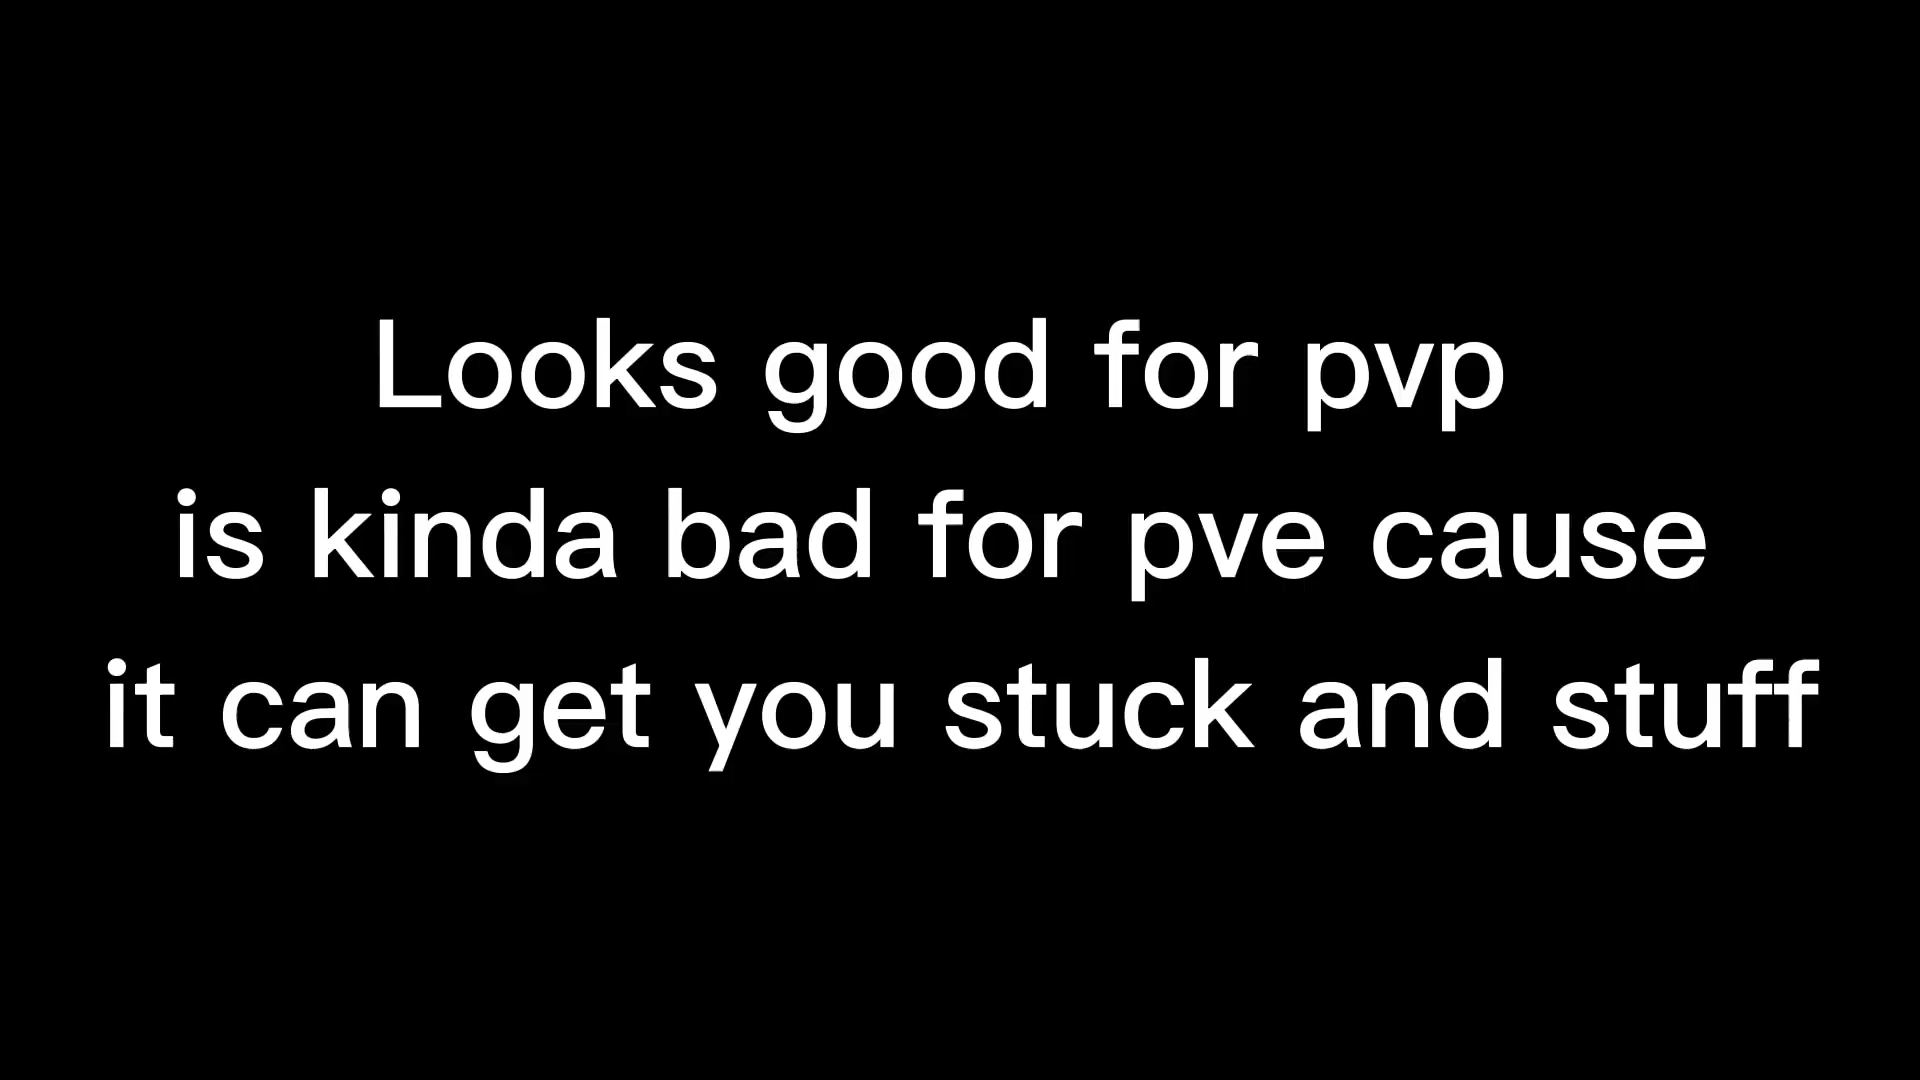 Looks good for pvp
is kinda bad for pve cause
it can get you stuck and stuff